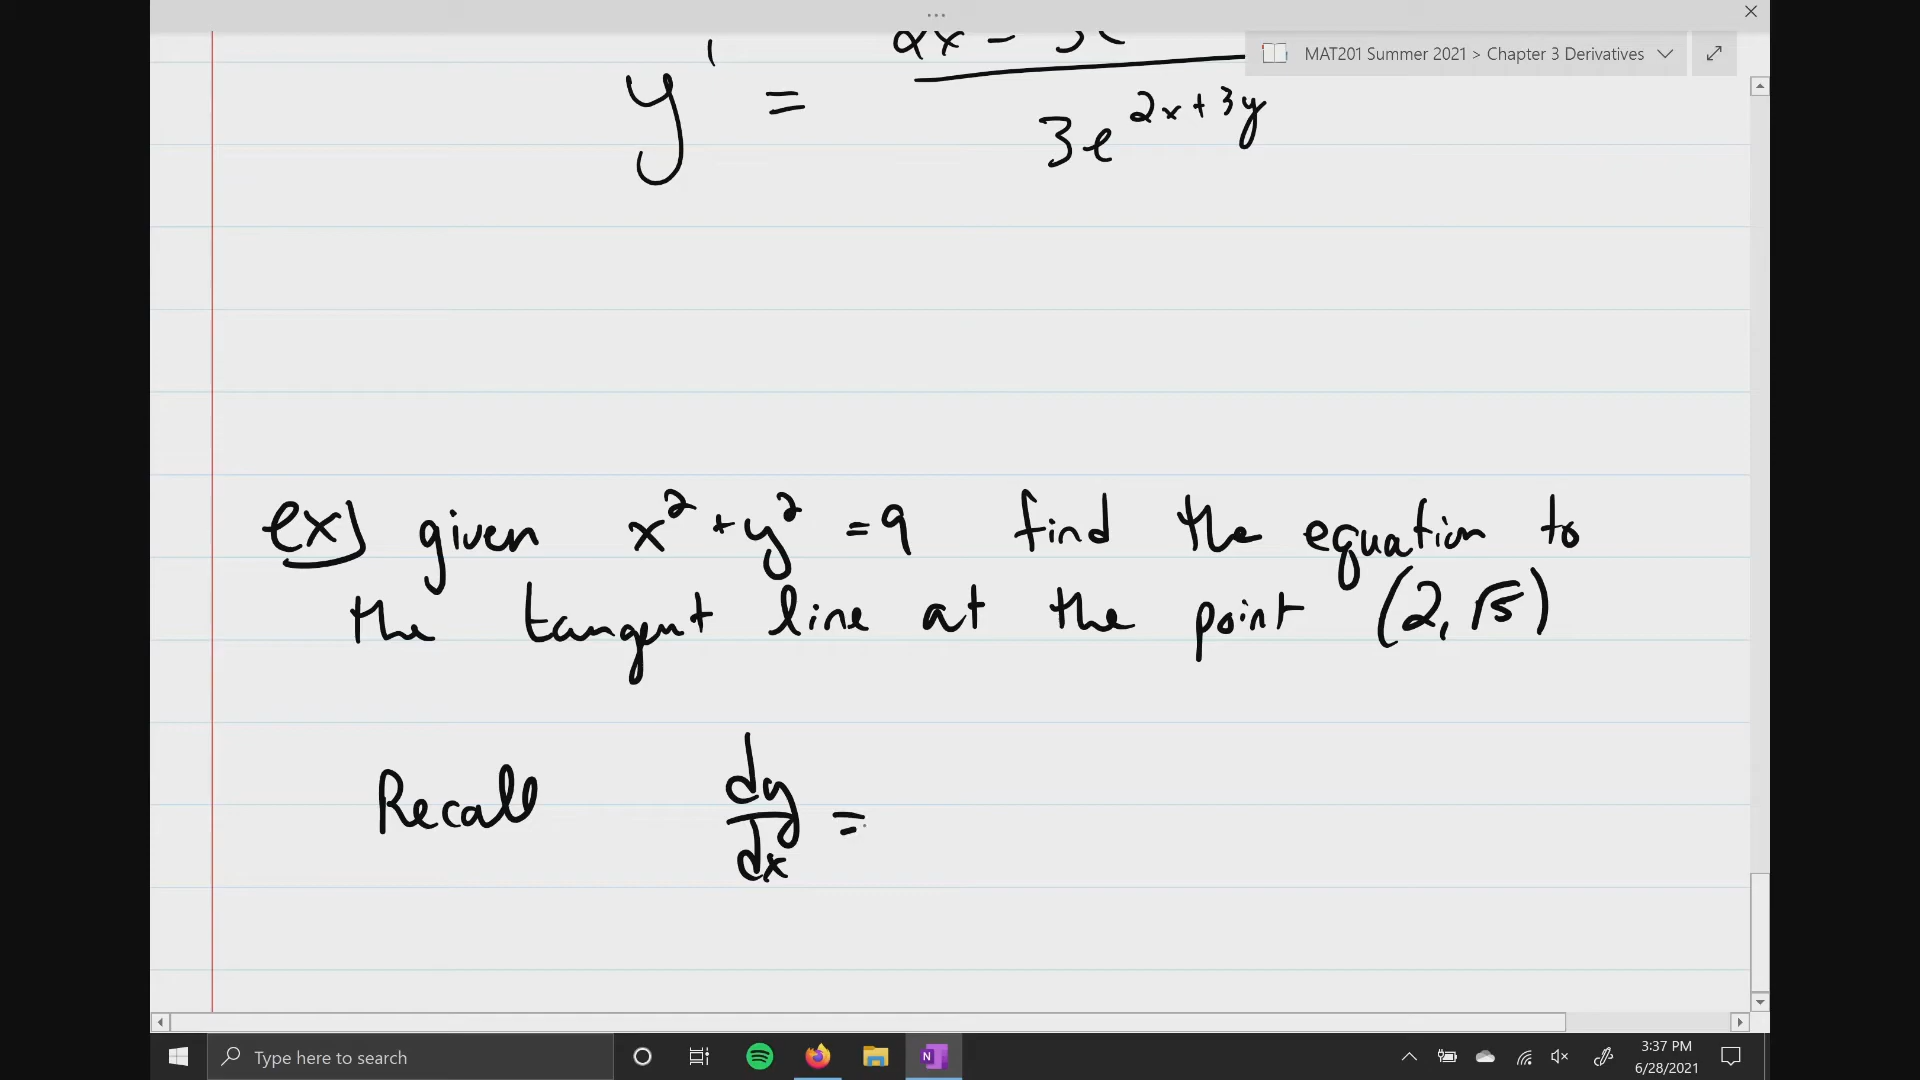 MAT201 Summer 2021 > Chapter 3 Derivatives
y' =
3e^{2x+3y}
ex) given x² + y² = 9 find the equation to
the tangent line at the point (2, √5)
Recall dy/dx =
Type here to search
3:37 PM
6/28/2021